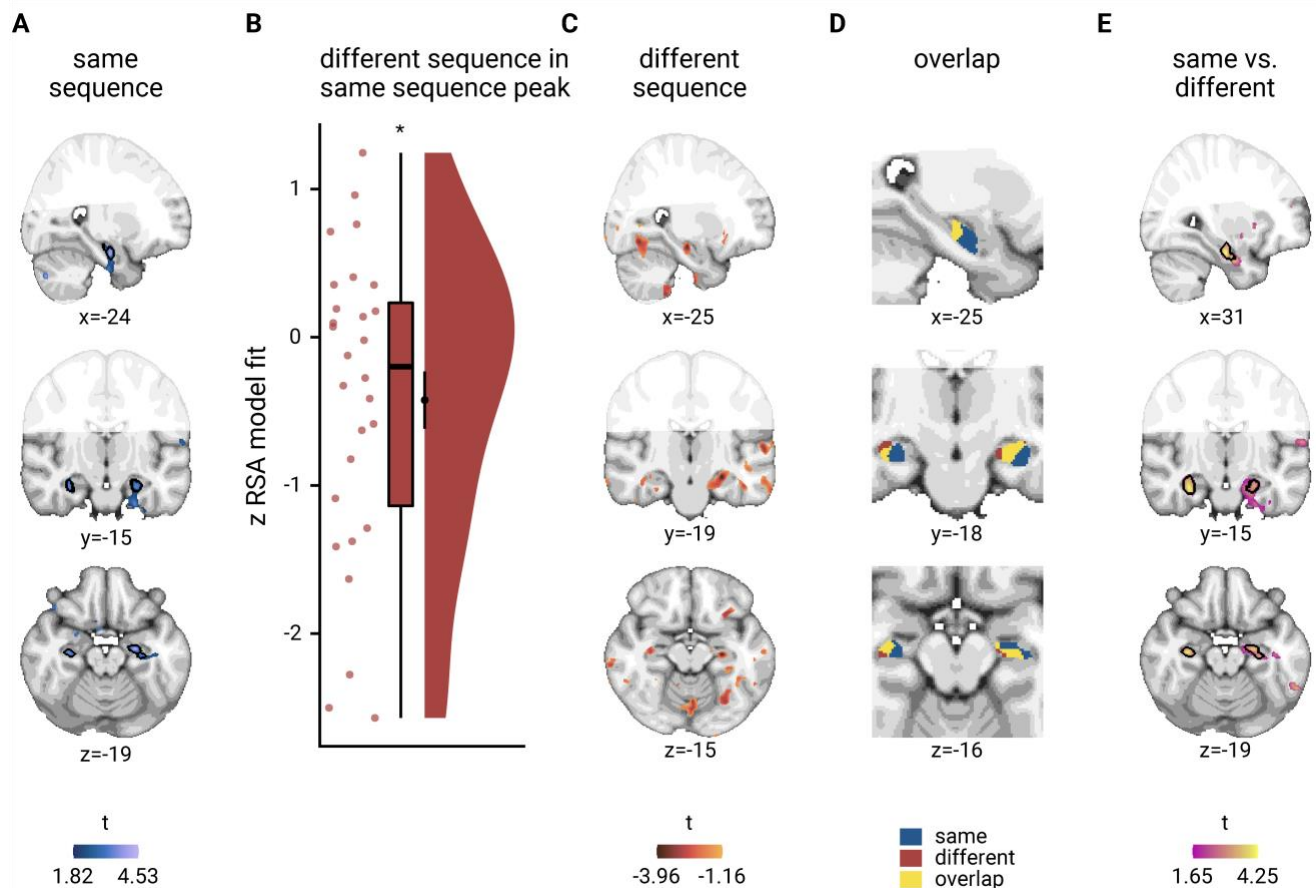 A
same
sequence
x=-24
y=-15
z=-19
t
1.82 4.53
B
different sequence in
same sequence peak
*
z RSA model fit
1
0
-1
-2
C
different
sequence
x=-25
y=-19
z=-15
t
-3.96 -1.16
D
overlap
x=-25
y=-18
z=-16
same
different
overlap
E
same vs.
different
x=31
y=-15
z=-19
t
1.65 4.25